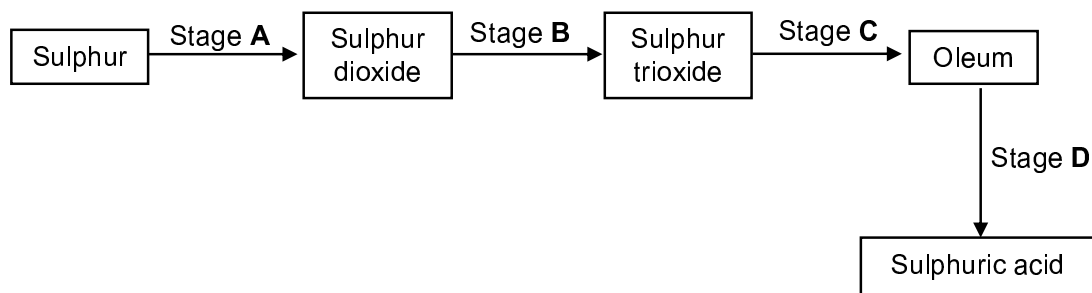 Sulphur
Stage A
Sulphur
dioxide
Stage B
Sulphur
trioxide
Stage C
Oleum
Stage D
Sulphuric acid